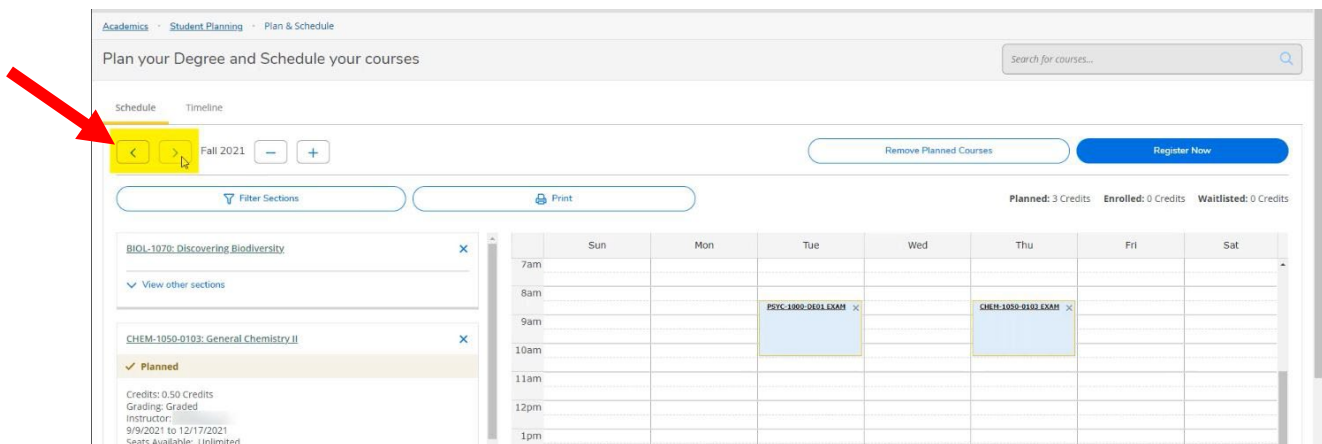 Academics · Student Planning · Plan & Schedule
Plan your Degree and Schedule your courses
Search for courses...
Schedule Timeline
< > Fall 2021 − +
Remove Planned Courses Register Now
Filter Sections Print
Planned: 3 Credits Enrolled: 0 Credits Waitlisted: 0 Credits
BIOL-1070: Discovering Biodiversity
View other sections
CHEM-1050-0103: General Chemistry II
Planned
Credits: 0.50 Credits
Grading: Graded
Instructor:
9/9/2021 to 12/17/2021
Seats Available: Unlimited
Sun Mon Tue Wed Thu Fri Sat
7am
8am
PSYC-1000-DE01 EXAM CHEM-1050-0103 EXAM
9am
10am
11am
12pm
1pm